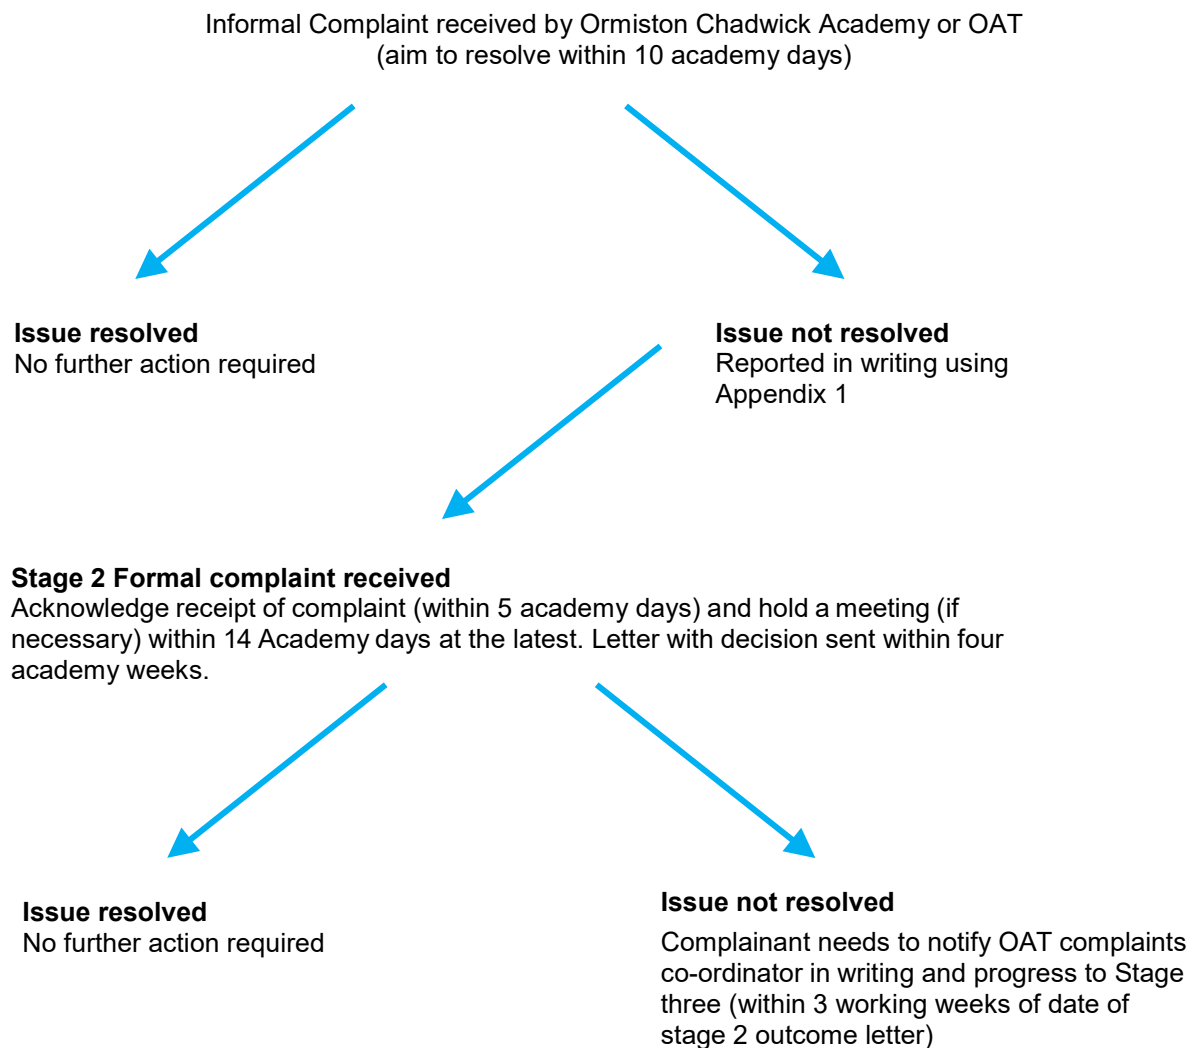 Informal Complaint received by Ormiston Chadwick Academy or OAT
(aim to resolve within 10 academy days)
Issue resolved
No further action required
Issue not resolved
Reported in writing using
Appendix 1
Stage 2 Formal complaint received
Acknowledge receipt of complaint (within 5 academy days) and hold a meeting (if
necessary) within 14 Academy days at the latest. Letter with decision sent within four
academy weeks.
Issue resolved
No further action required
Issue not resolved
Complainant needs to notify OAT complaints
co-ordinator in writing and progress to Stage
three (within 3 working weeks of date of
stage 2 outcome letter)